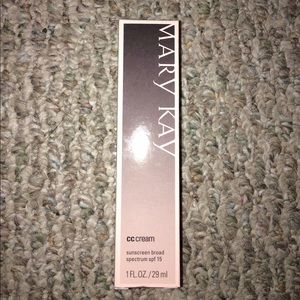 MARY KAY
cc cream
sunscreen broad
spectrum spf 15
1 FL. OZ. / 29 ml